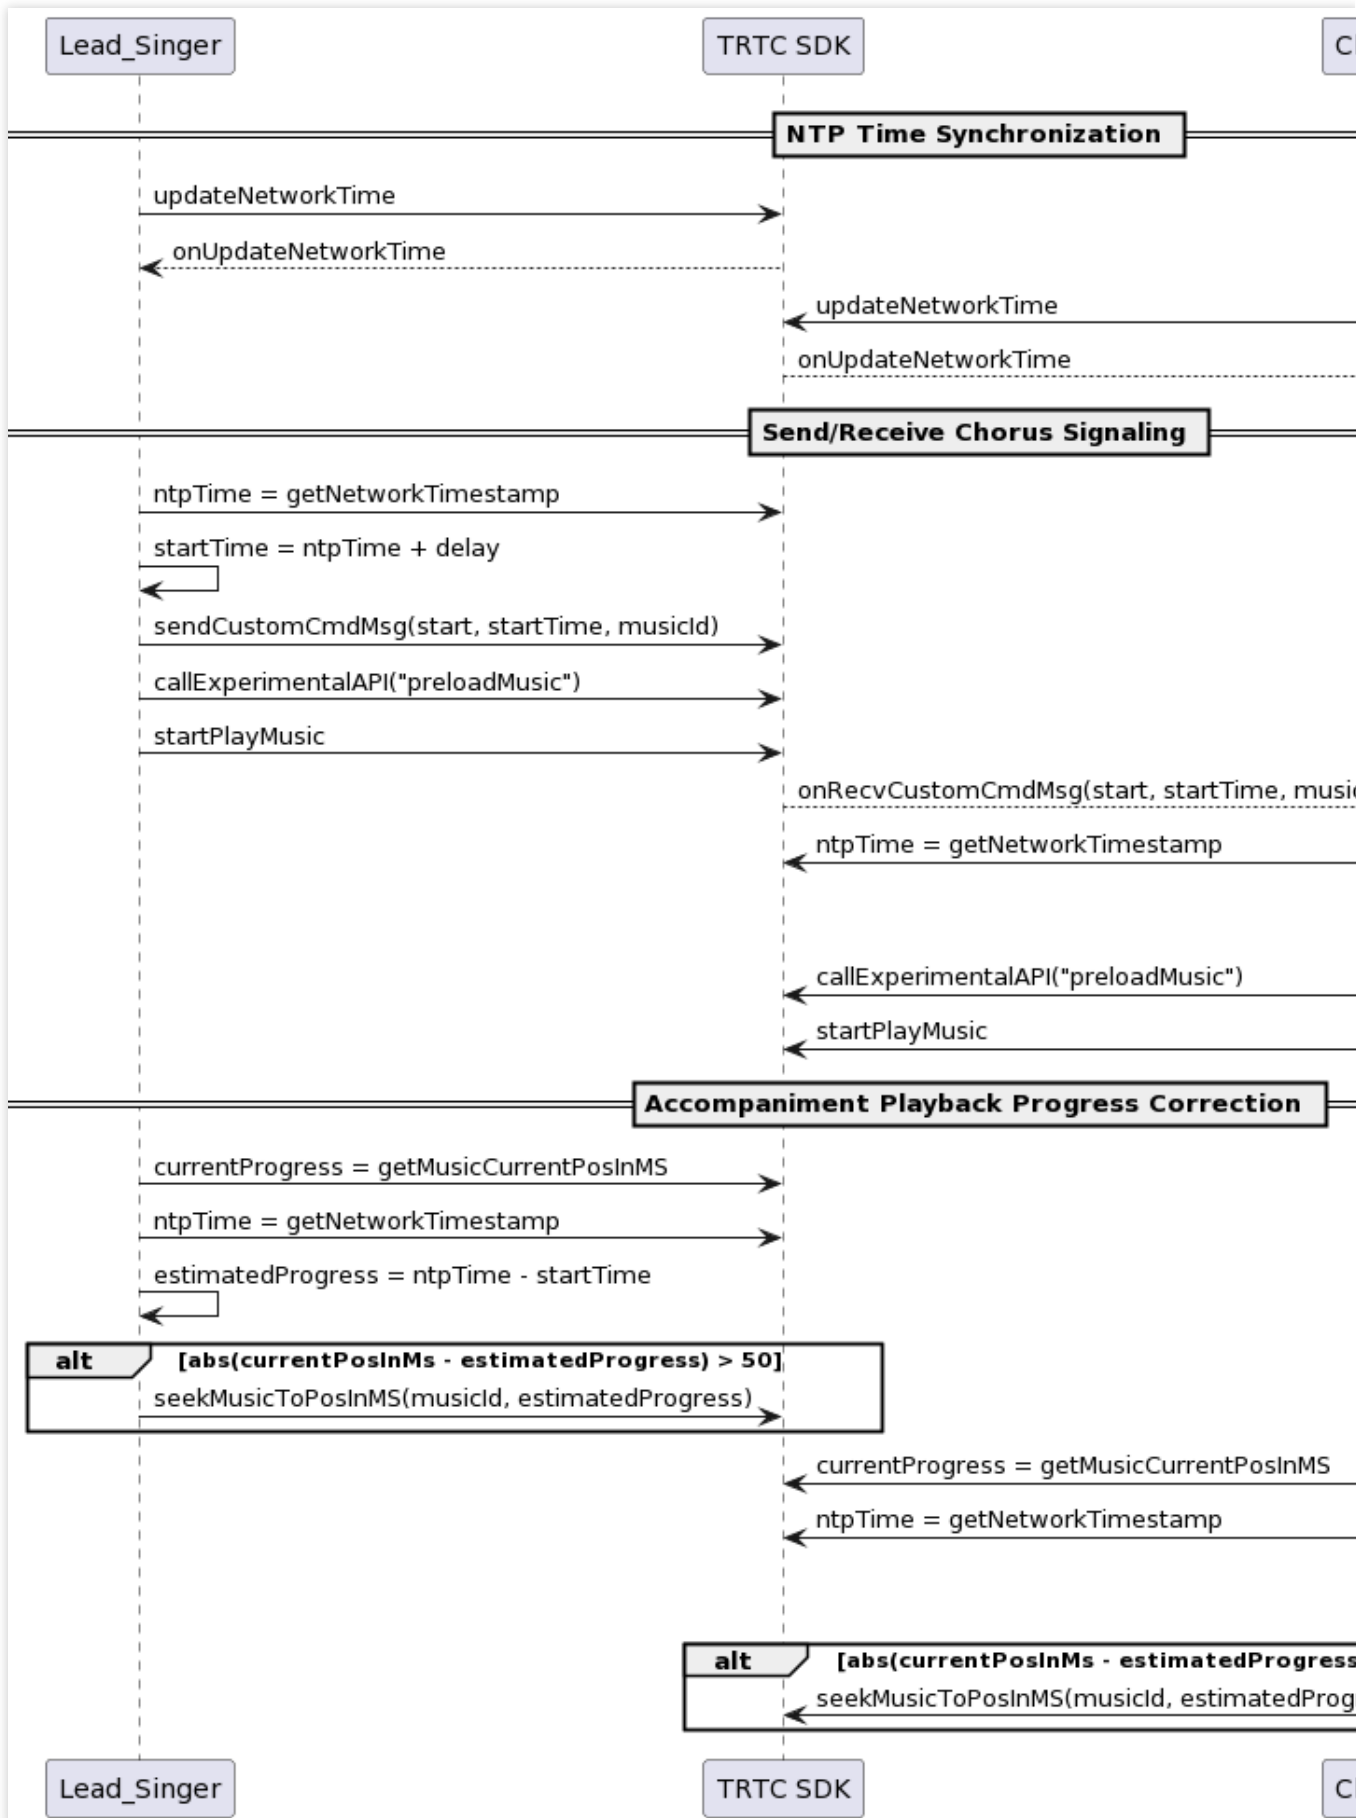 Lead_Singer
TRTC SDK
C
NTP Time Synchronization
updateNetworkTime
onUpdateNetworkTime
updateNetworkTime
onUpdateNetworkTime
Send/Receive Chorus Signaling
ntpTime = getNetworkTimestamp
startTime = ntpTime + delay
sendCustomCmdMsg(start, startTime, musicId)
callExperimentalAPI("preloadMusic")
startPlayMusic
onRecvCustomCmdMsg(start, startTime, music
ntpTime = getNetworkTimestamp
callExperimentalAPI("preloadMusic")
startPlayMusic
Accompaniment Playback Progress Correction
currentProgress = getMusicCurrentPosInMS
ntpTime = getNetworkTimestamp
estimatedProgress = ntpTime - startTime
alt [abs(currentPosInMs - estimatedProgress) > 50]
seekMusicToPosInMS(musicId, estimatedProgress)
currentProgress = getMusicCurrentPosInMS
ntpTime = getNetworkTimestamp
alt [abs(currentPosInMs - estimatedProgress
seekMusicToPosInMS(musicId, estimatedProg
Lead_Singer
TRTC SDK
C